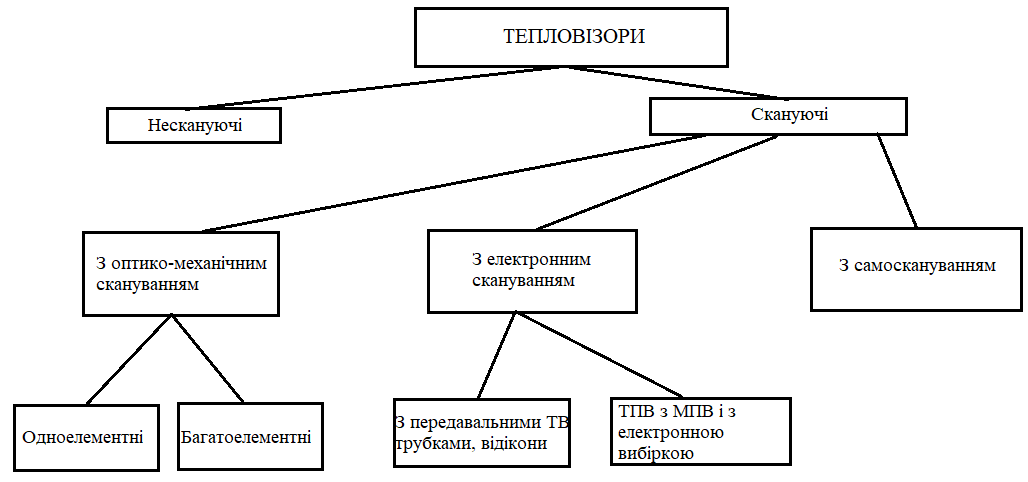 ТЕПЛОВІЗОРИ
Нескануючі
Скануючі
З оптико-механічним
скануванням
З електронним
скануванням
З самоскануванням
Одноелементні
Багатоелементні
З передавальними ТВ
трубками, відікони
ТПВ з МПВ і з
електронною
вибіркою